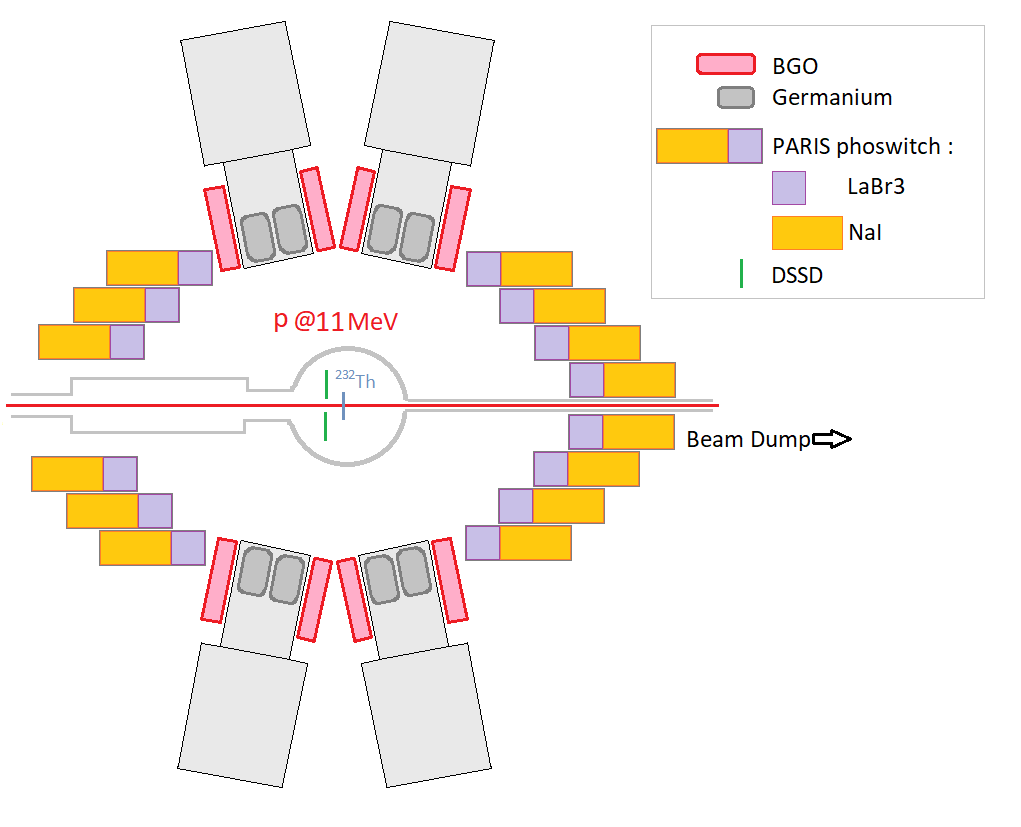 BGO
Germanium
PARIS phoswitch :
LaBr3
NaI
DSSD
p @11 MeV
²³²Th
Beam Dump